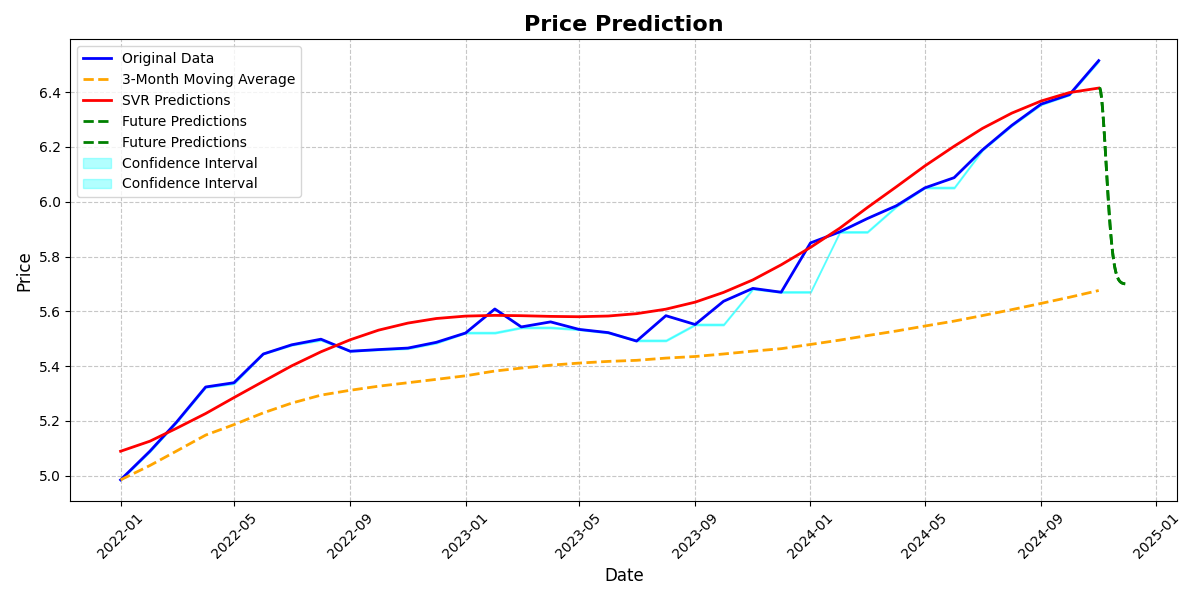 Price Prediction
Original Data
3-Month Moving Average
SVR Predictions
Future Predictions
Future Predictions
Confidence Interval
Confidence Interval
Price
6.4
6.2
6.0
5.8
5.6
5.4
5.2
5.0
2022-01
2022-05
2022-09
2023-01
2023-05
2023-09
2024-01
2024-05
2024-09
2025-01
Date